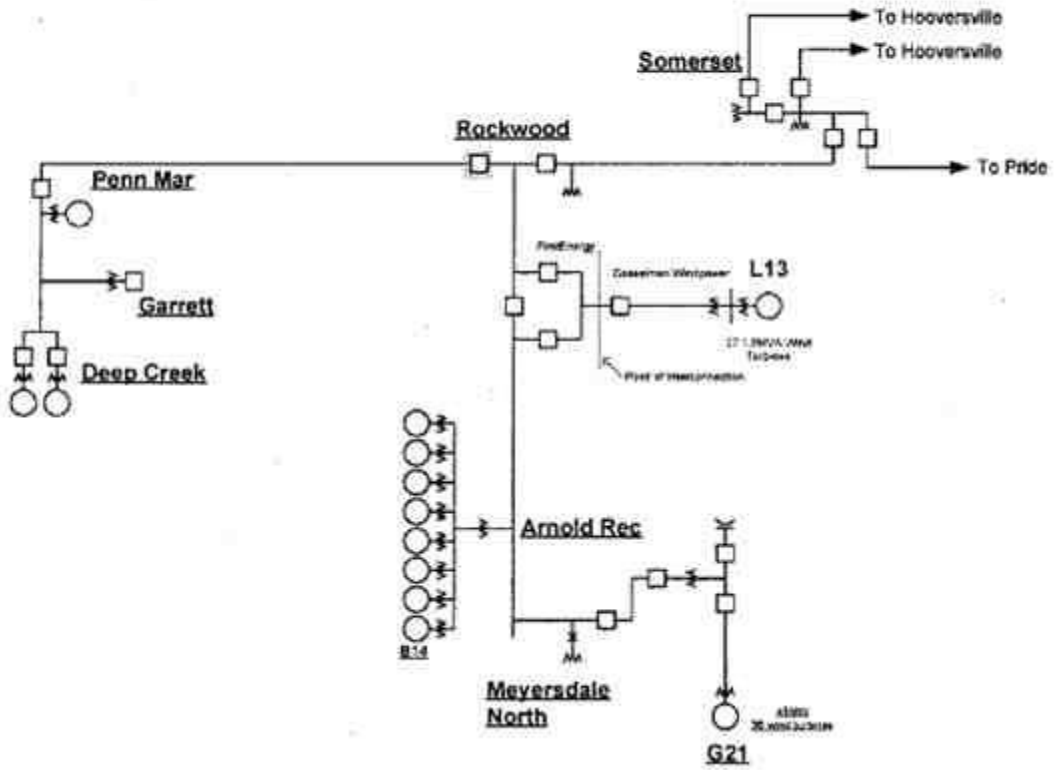 To Hooversville
To Hooversville
Somerset
Rockwood
To Pride
Penn Mar
FirstEnergy
L13
Garrett
Deep Creek
Point of Interconnection
Arnold Rec
B14
Meyersdale
North
G21